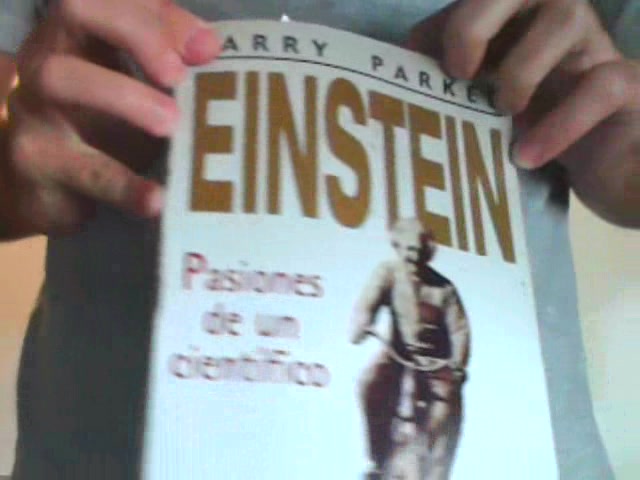 ARRY PARKE
EINSTEIN
Pasiones
de un
científico